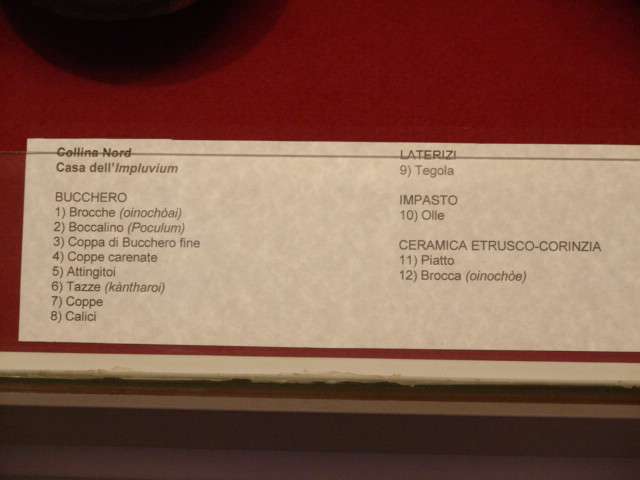 Collina Nord
Casa dell'Impluvium
BUCCHERO
1) Brocche (oinochòai)
2) Boccalino (Poculum)
3) Coppa di Bucchero fine
4) Coppe carenate
5) Attingitoi
6) Tazze (kàntharoi)
7) Coppe
8) Calici
LATERIZI
9) Tegola
IMPASTO
10) Olle
CERAMICA ETRUSCO-CORINZIA
11) Piatto
12) Brocca (oinochòe)